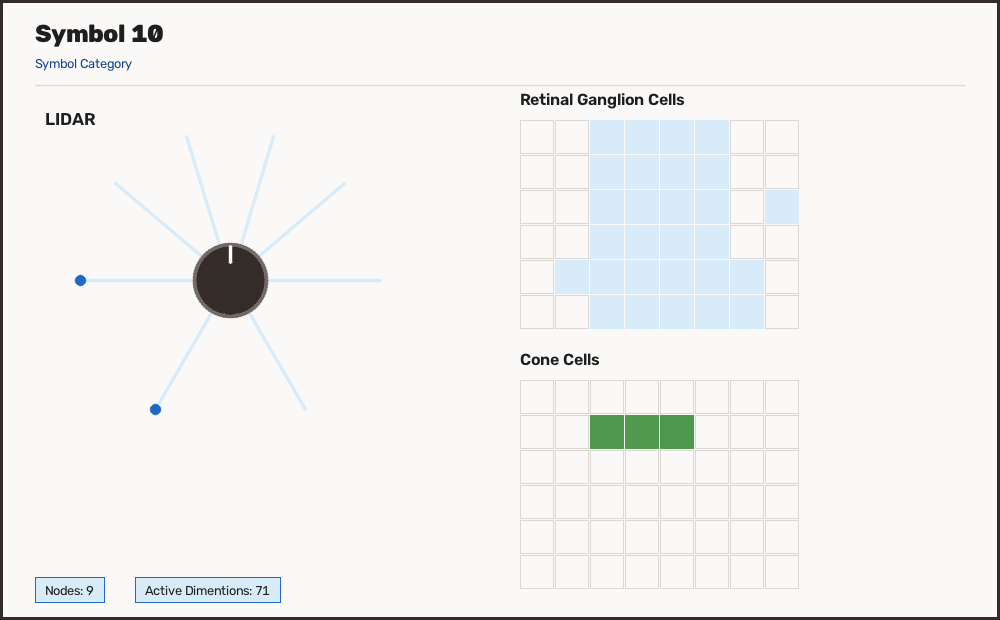 Symbol 10
Symbol Category
LIDAR
Retinal Ganglion Cells
Cone Cells
Nodes: 9
Active Dimentions: 71